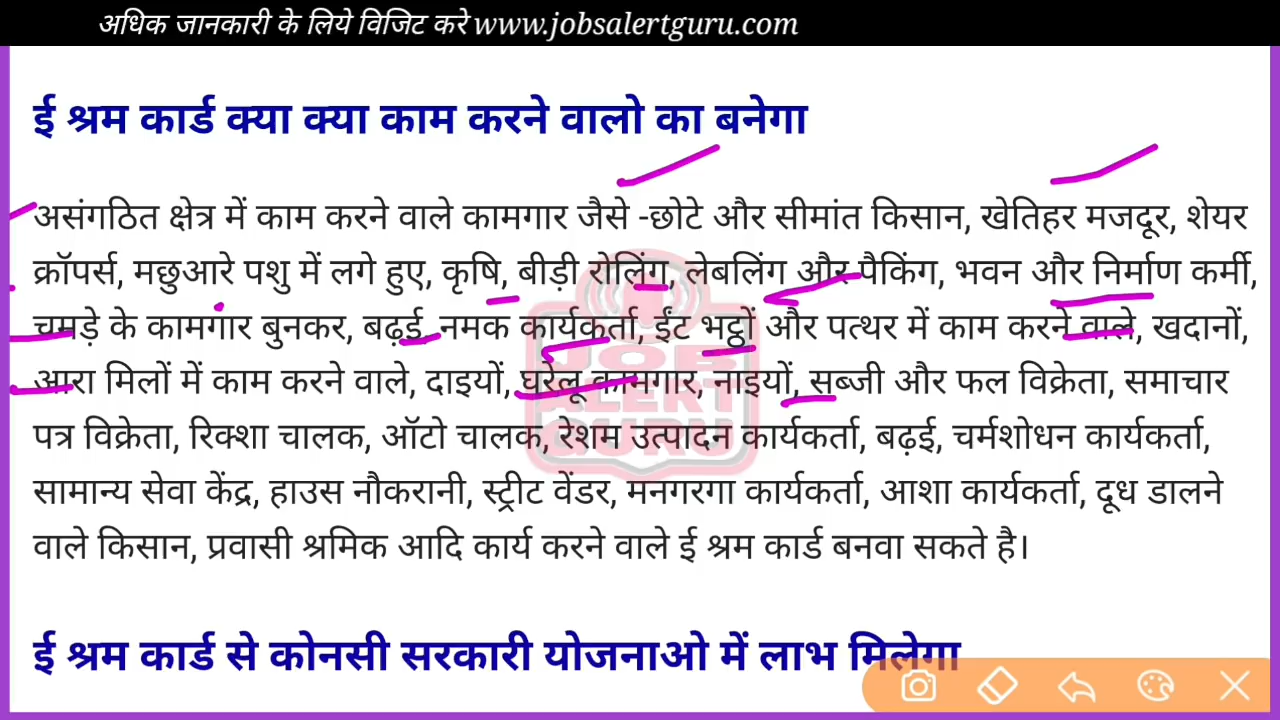 अधिक जानकारी के लिये विजिट करे www.jobsalertguru.com
ई श्रम कार्ड क्या क्या काम करने वालो का बनेगा
असंगठित क्षेत्र में काम करने वाले कामगार जैसे -छोटे और सीमांत किसान, खेतिहर मजदूर, शेयर
क्रॉपर्स, मछुआरे पशु में लगे हुए, कृषि, बीड़ी रोलिंग, लेबलिंग और पैकिंग, भवन और निर्माण कर्मी,
चमड़े के कामगार बुनकर, बढ़ई, नमक कार्यकर्ता, ईंट भट्ठों और पत्थर में काम करने वाले, खदानों,
आरा मिलों में काम करने वाले, दाइयों, घरेलू कामगार, नाइयों, सब्जी और फल विक्रेता, समाचार
पत्र विक्रेता, रिक्शा चालक, ऑटो चालक, रेशम उत्पादन कार्यकर्ता, बढ़ई, चर्मशोधन कार्यकर्ता,
सामान्य सेवा केंद्र, हाउस नौकरानी, स्ट्रीट वेंडर, मनगरगा कार्यकर्ता, आशा कार्यकर्ता, दूध डालने
वाले किसान, प्रवासी श्रमिक आदि कार्य करने वाले ई श्रम कार्ड बनवा सकते है।
JOB
ALERT
GURU
ई श्रम कार्ड से कोनसी सरकारी योजनाओ में लाभ मिलेगा